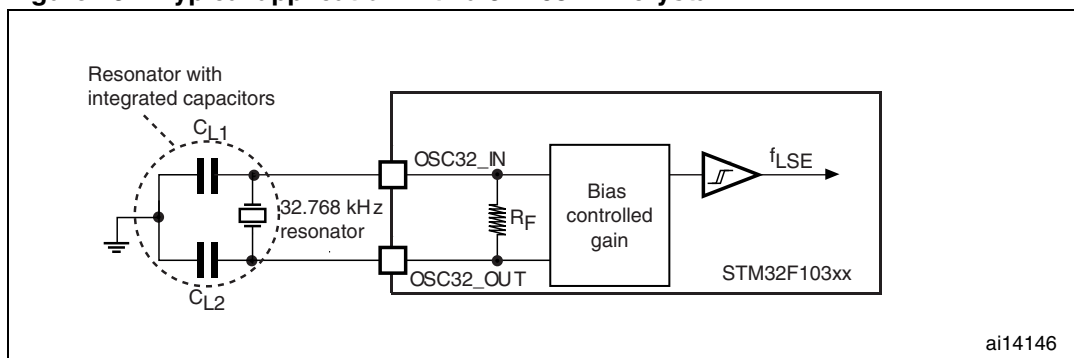 Resonator with
integrated capacitors
CL1
OSC32_IN
fLSE
32.768 kHz
resonator
RF
Bias
controlled
gain
OSC32_OUT
STM32F103xx
CL2
ai14146